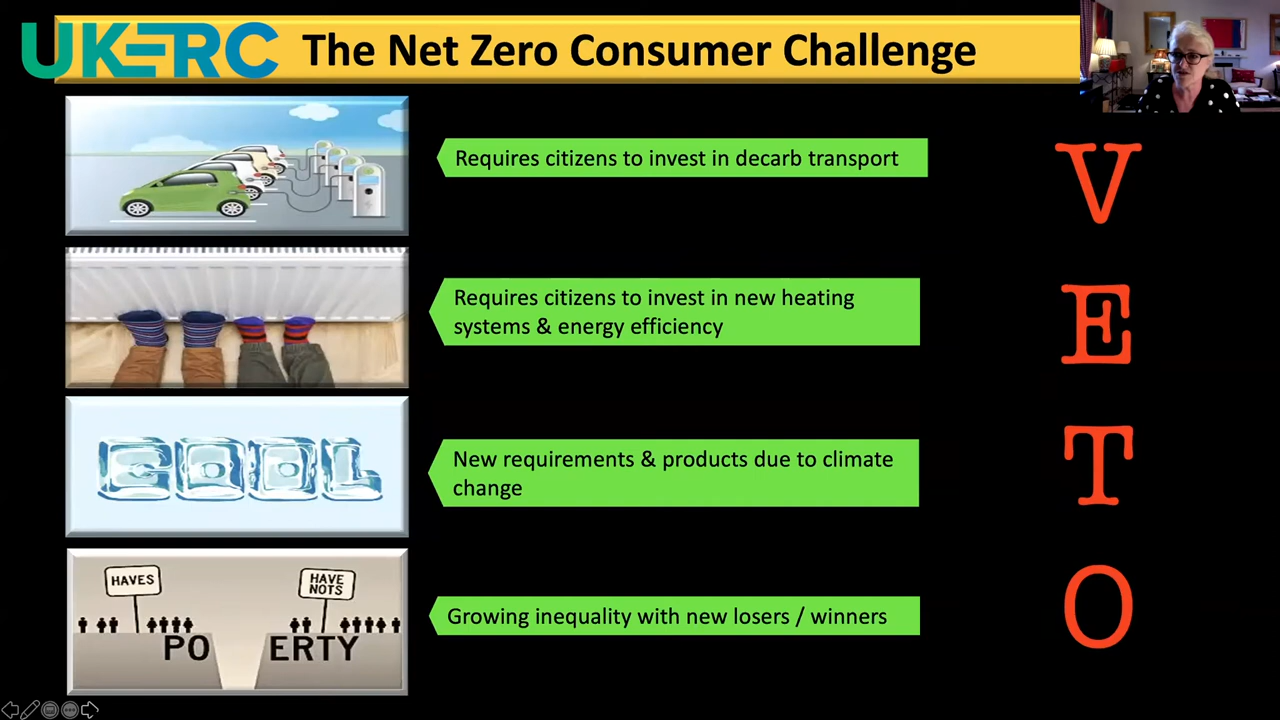 UKERC
The Net Zero Consumer Challenge
Requires citizens to invest in decarb transport
Requires citizens to invest in new heating
systems & energy efficiency
COOL
New requirements & products due to climate
change
HAVES
HAVE
NOTS
PO ERTY
Growing inequality with new losers / winners
V
E
T
O